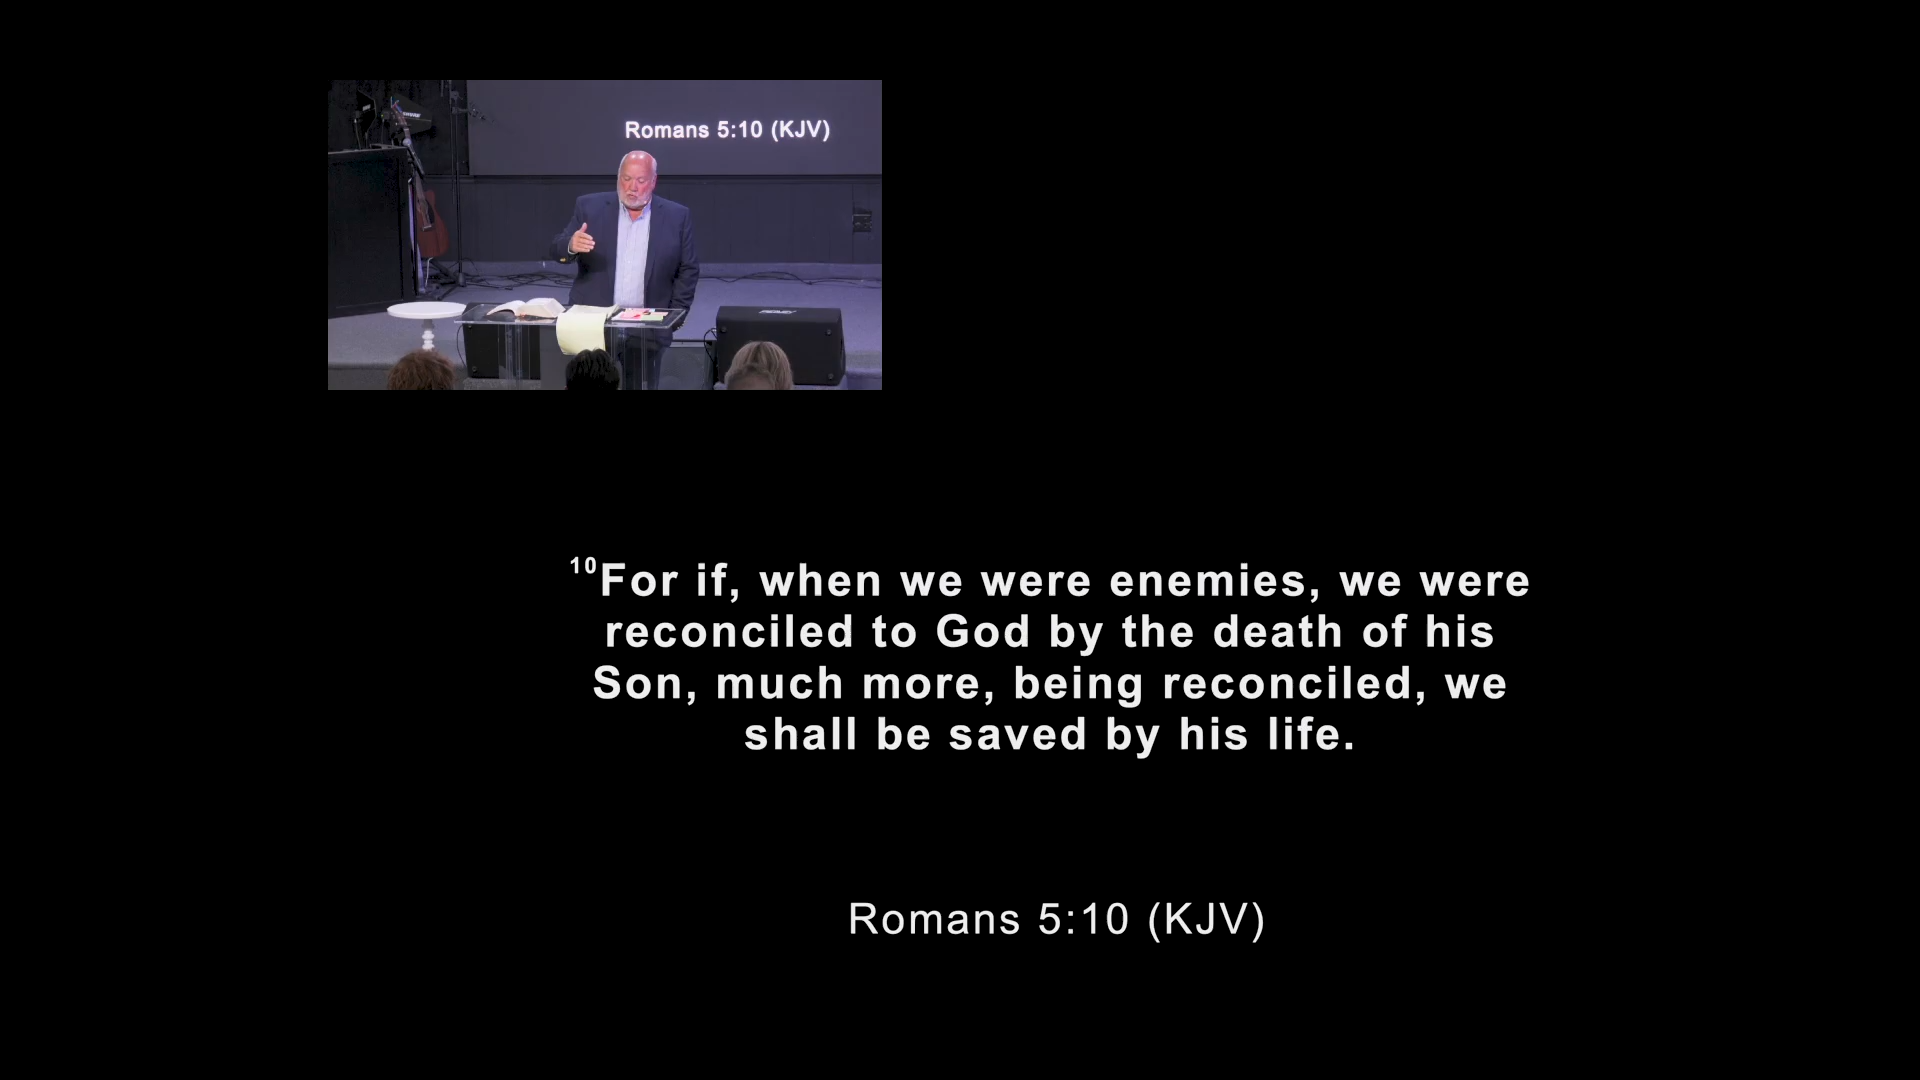 Romans 5:10 (KJV)
10For if, when we were enemies, we were
reconciled to God by the death of his
Son, much more, being reconciled, we
shall be saved by his life.
Romans 5:10 (KJV)